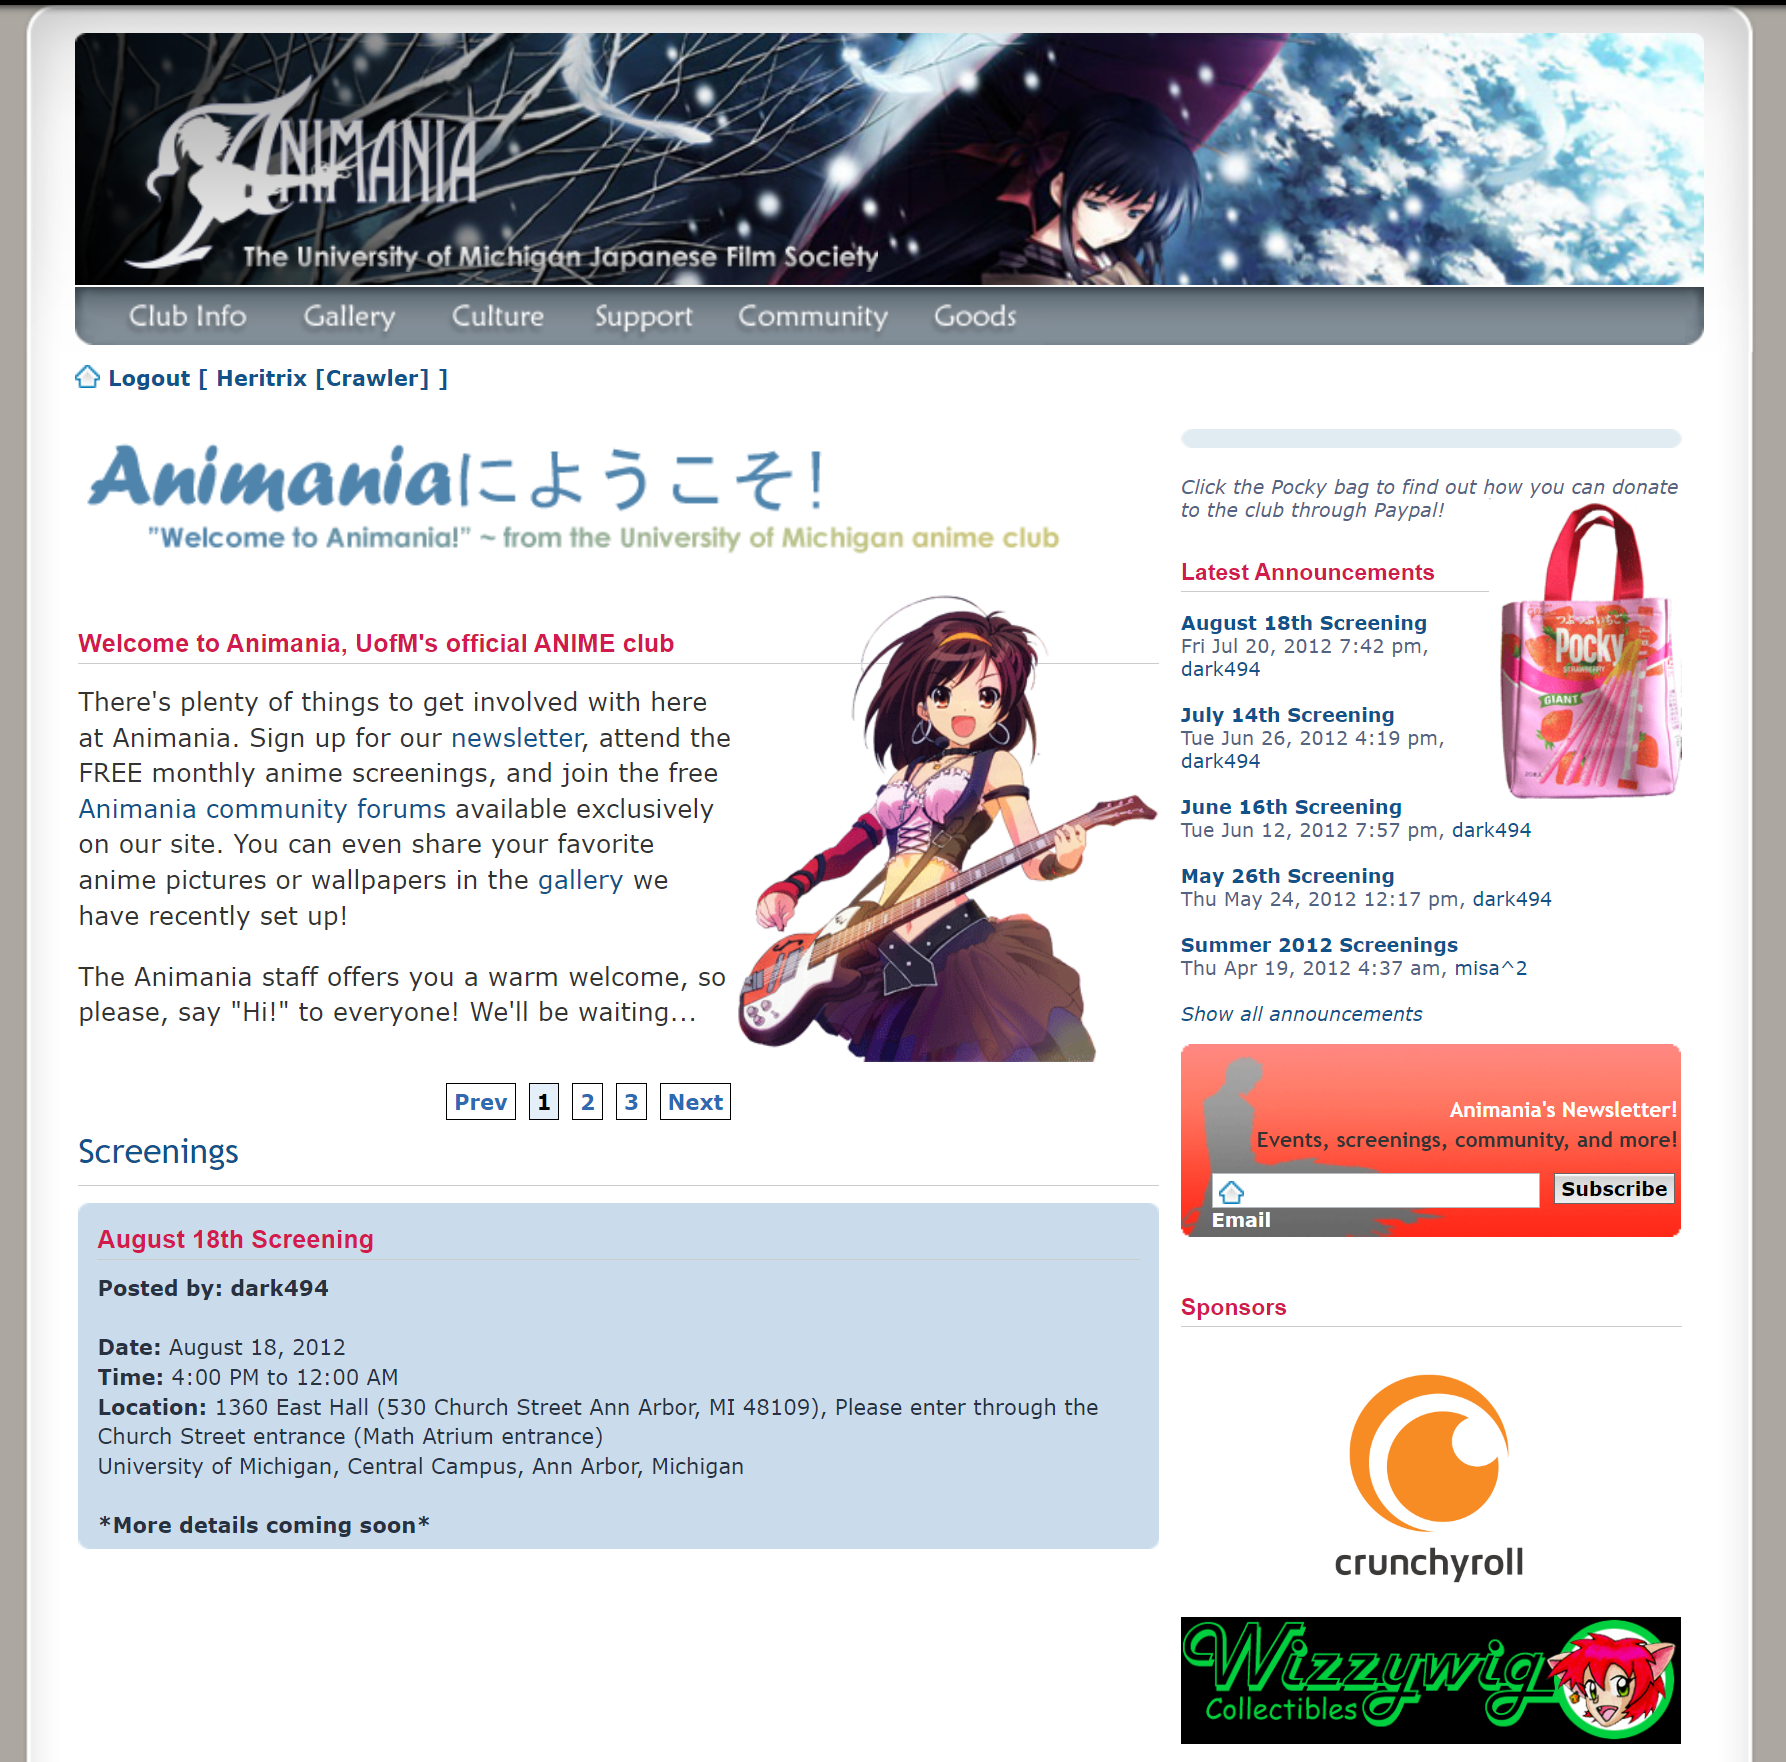 ANIMANIA
The University of Michigan Japanese Film Society
Club Info Gallery Culture Support Community Goods
Logout [ Heritrix [Crawler] ]
Animaniaにようこそ!
"Welcome to Animania!" ~ from the University of Michigan anime club
Welcome to Animania, UofM's official ANIME club
There's plenty of things to get involved with here
at Animania. Sign up for our newsletter, attend the
FREE monthly anime screenings, and join the free
Animania community forums available exclusively
on our site. You can even share your favorite
anime pictures or wallpapers in the gallery we
have recently set up!
The Animania staff offers you a warm welcome, so
please, say "Hi!" to everyone! We'll be waiting...
Prev 1 2 3 Next
Screenings
August 18th Screening
Posted by: dark494
Date: August 18, 2012
Time: 4:00 PM to 12:00 AM
Location: 1360 East Hall (530 Church Street Ann Arbor, MI 48109), Please enter through the
Church Street entrance (Math Atrium entrance)
University of Michigan, Central Campus, Ann Arbor, Michigan
*More details coming soon*
Click the Pocky bag to find out how you can donate
to the club through Paypal!
つぶつぶいちご
Pocky
STRAWBERRY
GIANT
Latest Announcements
August 18th Screening
Fri Jul 20, 2012 7:42 pm,
dark494
July 14th Screening
Tue Jun 26, 2012 4:19 pm,
dark494
June 16th Screening
Tue Jun 12, 2012 7:57 pm, dark494
May 26th Screening
Thu May 24, 2012 12:17 pm, dark494
Summer 2012 Screenings
Thu Apr 19, 2012 4:37 am, misa^2
Show all announcements
Animania's Newsletter!
Events, screenings, community, and more!
Subscribe
Email
Sponsors
crunchyroll
Wizzywig
Collectibles